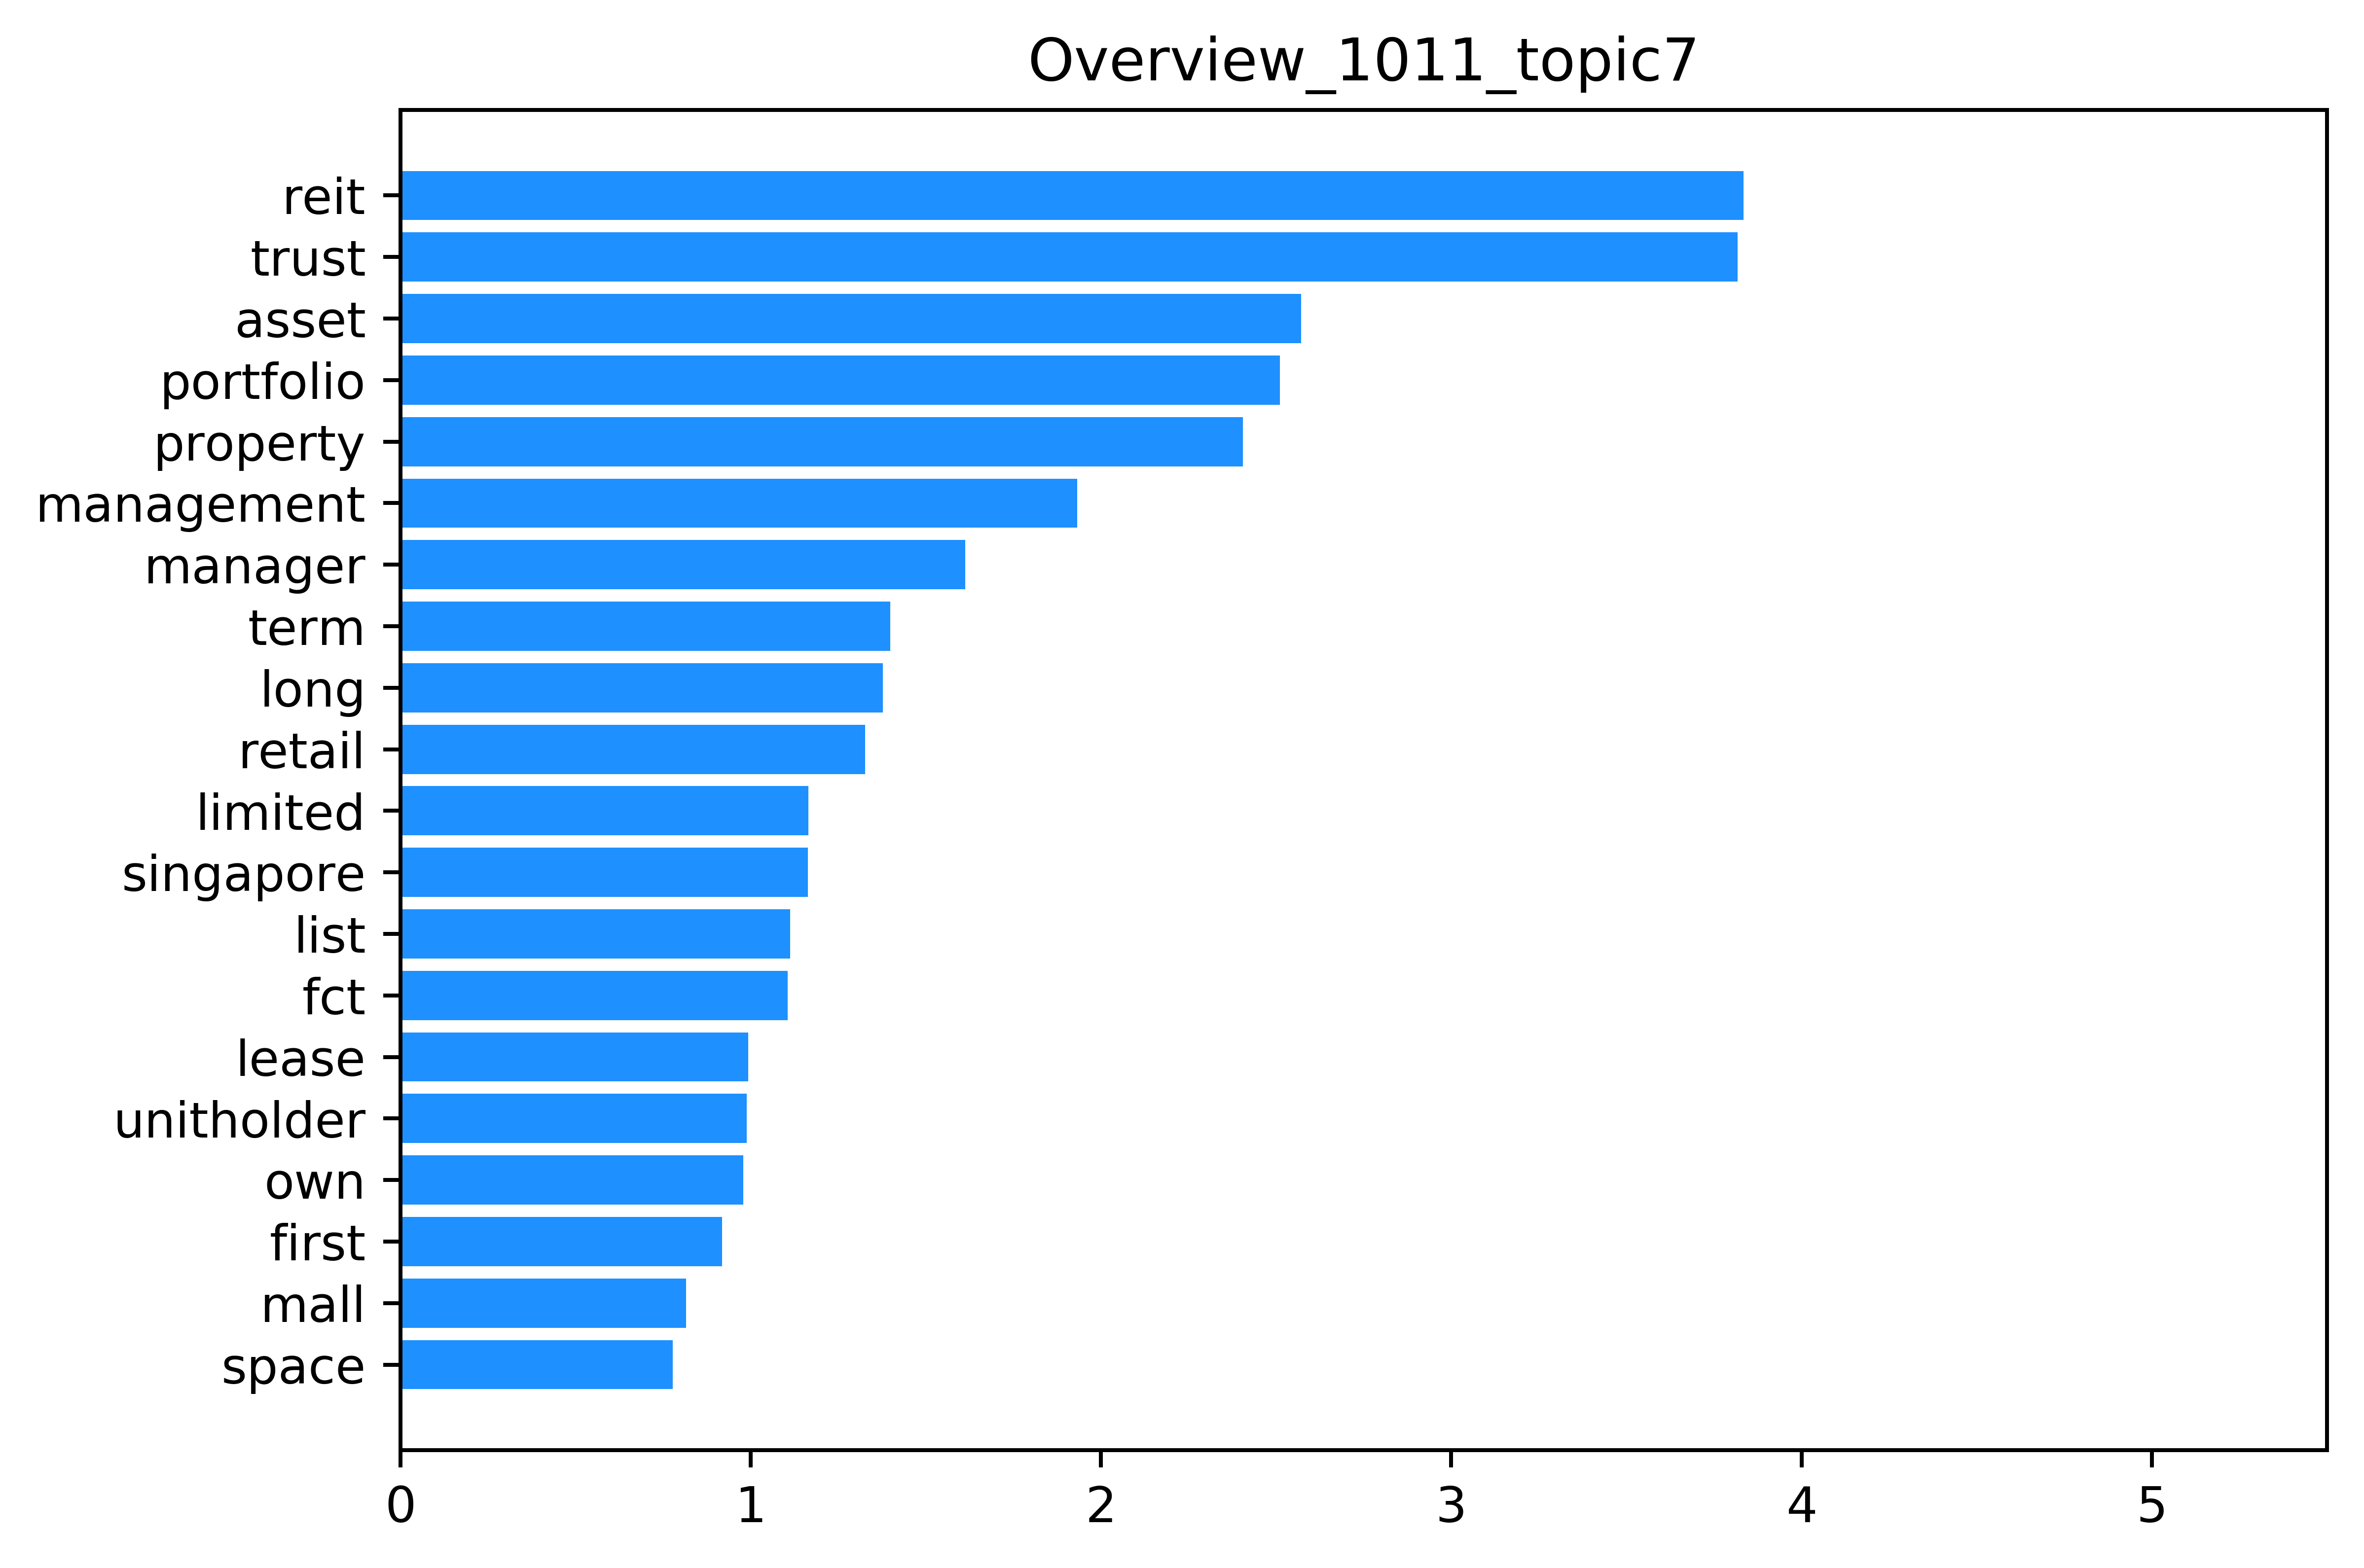 Overview_1011_topic7
reit
trust
asset
portfolio
property
management
manager
term
long
retail
limited
singapore
list
fct
lease
unitholder
own
first
mall
space
0 1 2 3 4 5